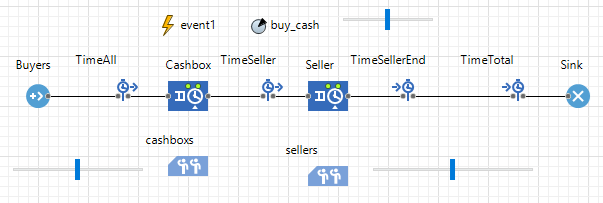 event1
buy_cash
Buyers
TimeAll
Cashbox
TimeSeller
Seller
TimeSellerEnd
TimeTotal
Sink
cashboxs
sellers